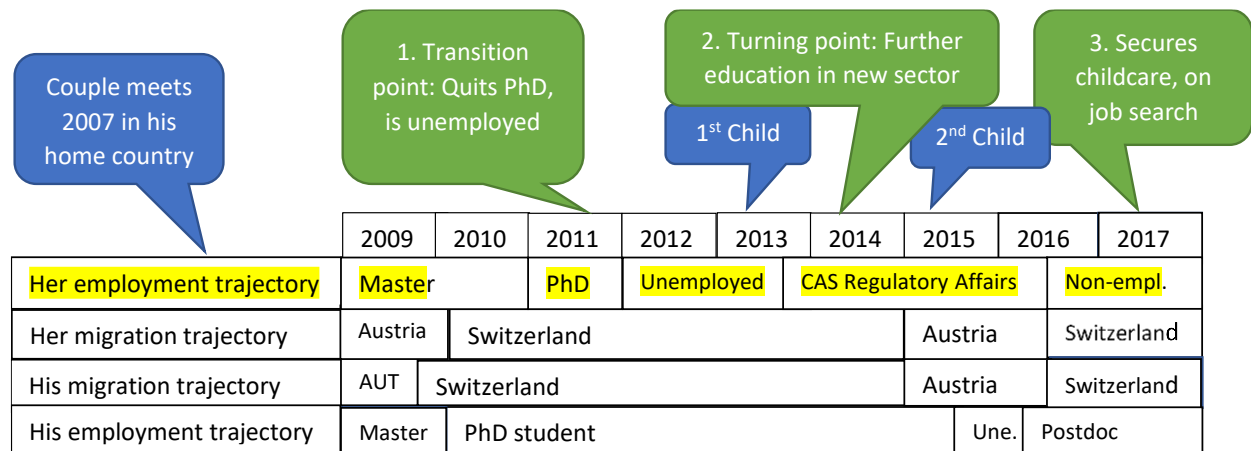 Couple meets
2007 in his
home country
1. Transition
point: Quits PhD,
is unemployed
2. Turning point: Further
education in new sector
1st Child
2nd Child
3. Secures
childcare, on
job search
2009 2010 2011 2012 2013 2014 2015 2016 2017
Her employment trajectory Master PhD Unemployed CAS Regulatory Affairs Non-empl.
Her migration trajectory Austria Switzerland Austria Switzerland
His migration trajectory AUT Switzerland Austria Switzerland
His employment trajectory Master PhD student Une. Postdoc